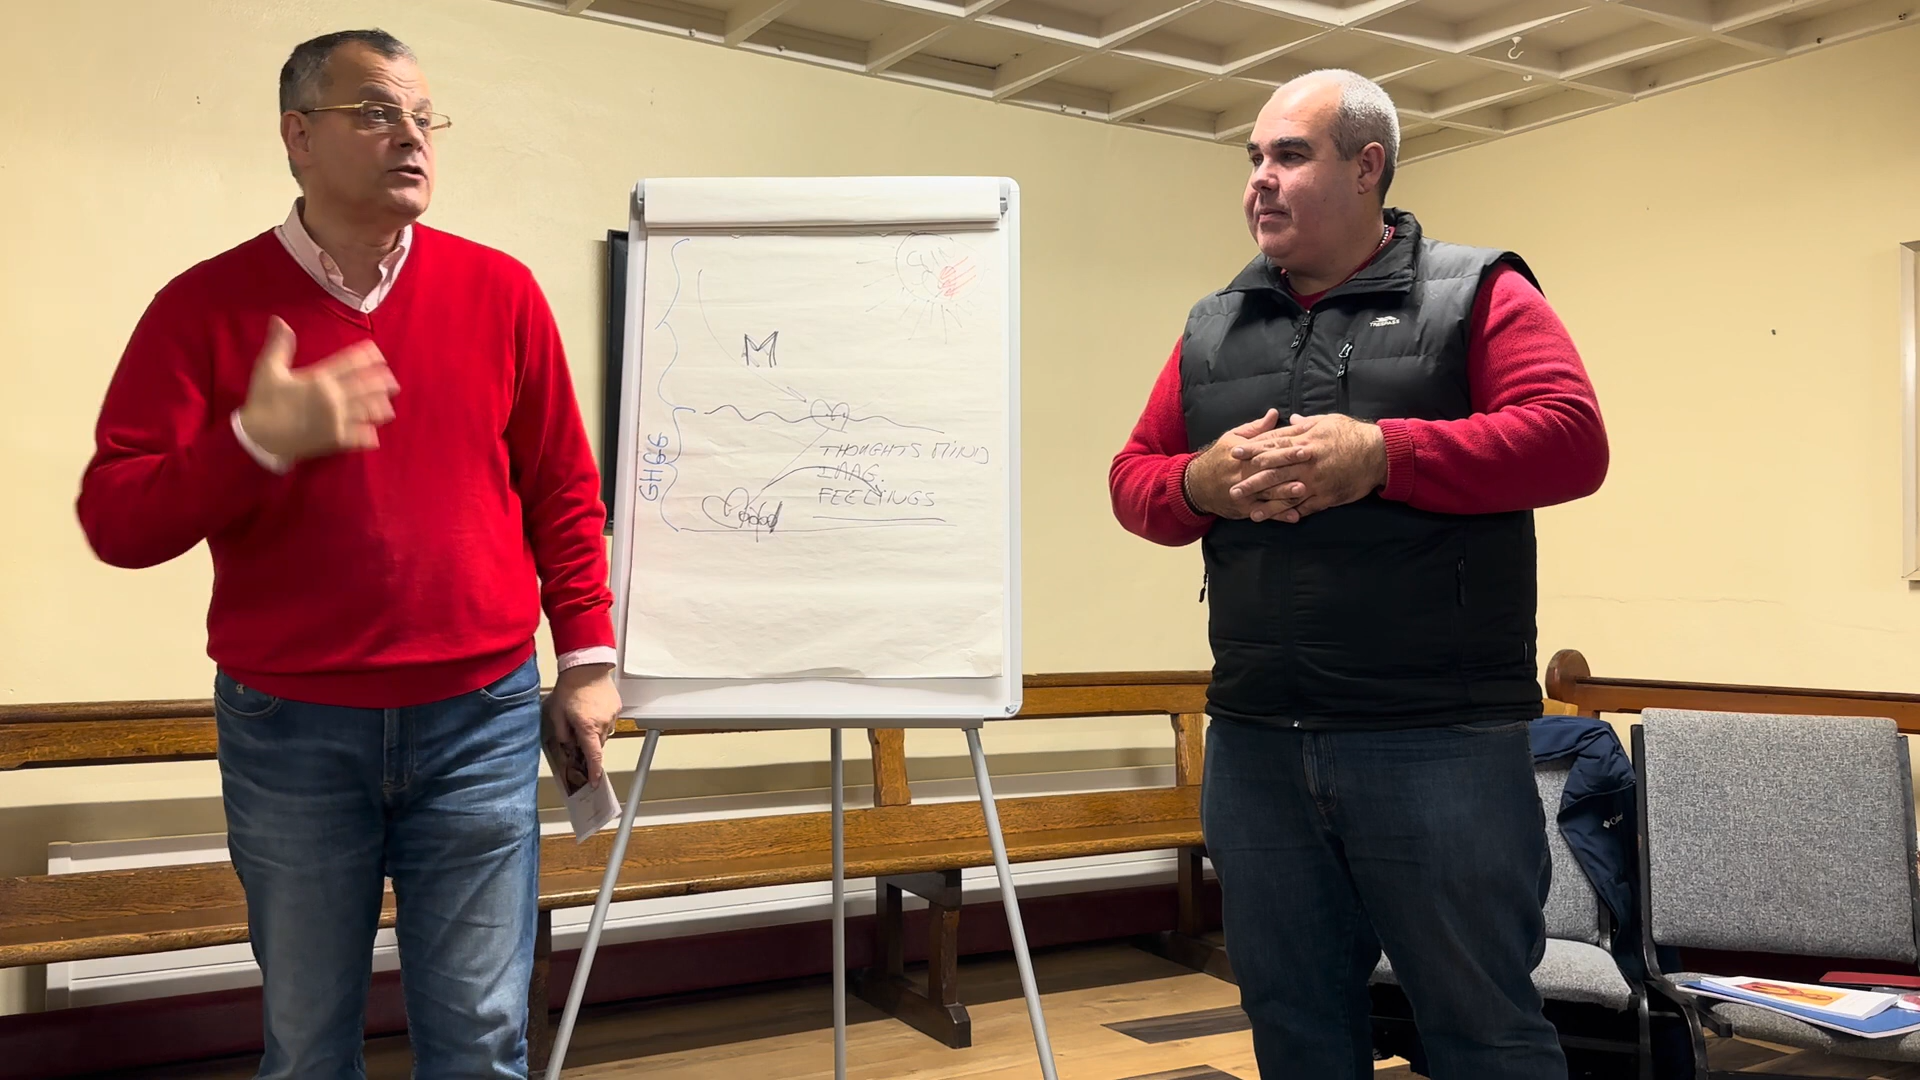 TRESPASS
M
THOUGHTS MIND
IMAG.
FEELINGS
GH66